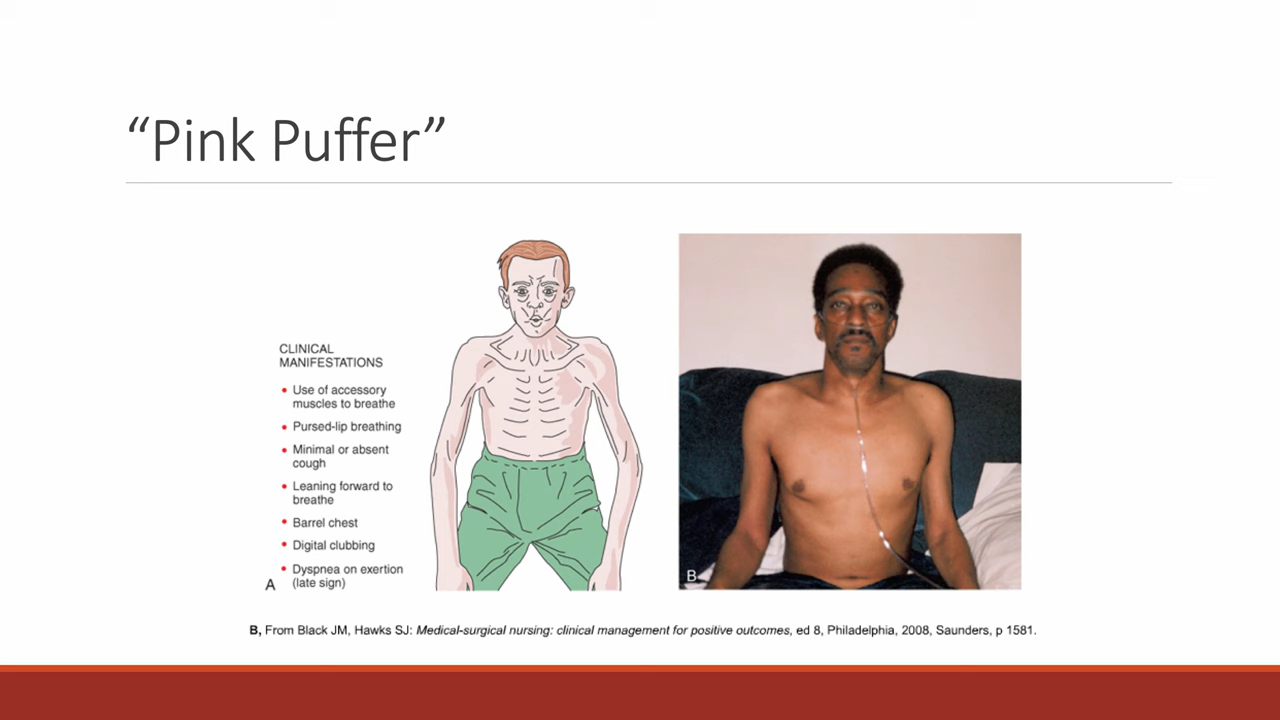 “Pink Puffer”
CLINICAL
MANIFESTATIONS
• Use of accessory
muscles to breathe
• Pursed-lip breathing
• Minimal or absent
cough
• Leaning forward to
breathe
• Barrel chest
• Digital clubbing
• Dyspnea on exertion
(late sign)
A
B
B, From Black JM, Hawks SJ: Medical-surgical nursing: clinical management for positive outcomes, ed 8, Philadelphia, 2008, Saunders, p 1581.